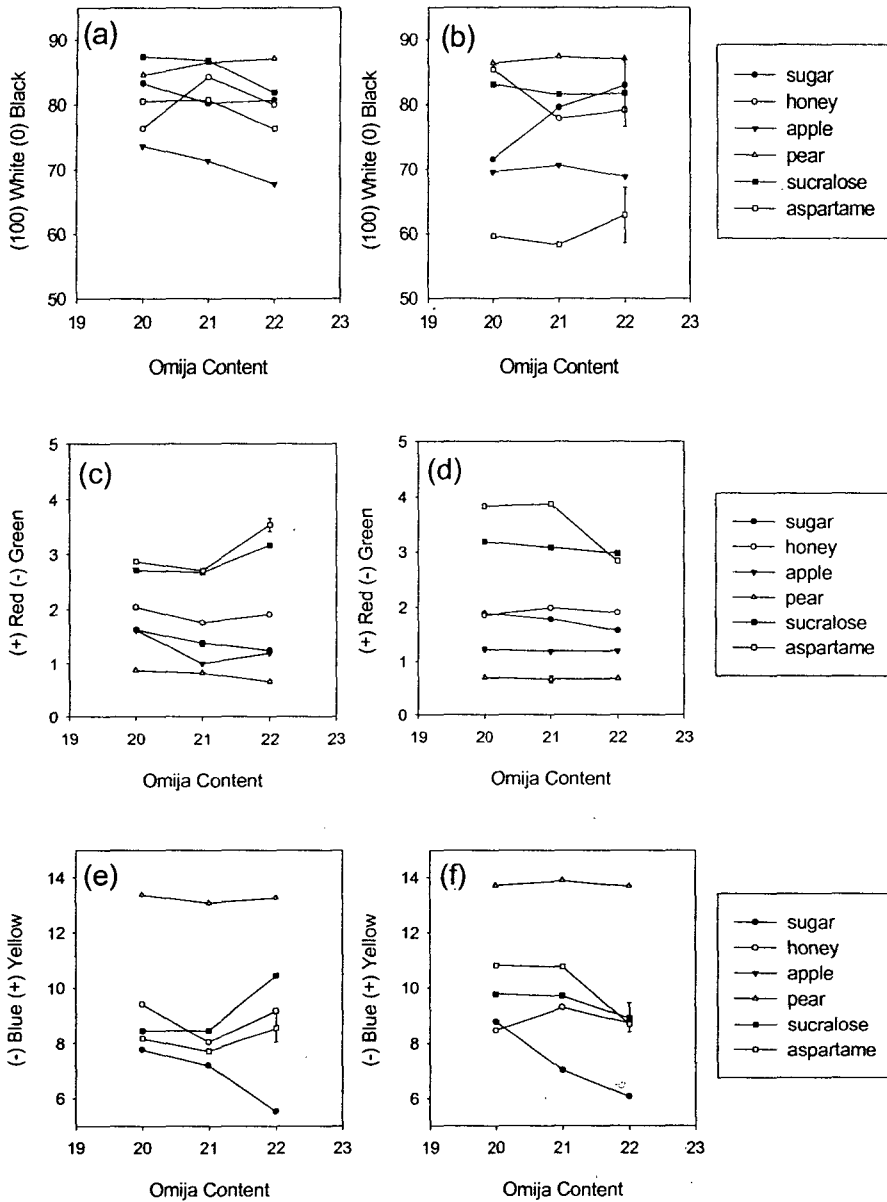 (a)
(100) White (0) Black
90
80
70
60
50
19 20 21 22 23
Omija Content
(b)
(100) White (0) Black
90
80
70
60
50
19 20 21 22 23
Omija Content
sugar
honey
apple
pear
sucralose
aspartame
(c)
(+) Red (-) Green
5
4
3
2
1
0
19 20 21 22 23
Omija Content
(d)
(+) Red (-) Green
5
4
3
2
1
0
19 20 21 22 23
Omija Content
sugar
honey
apple
pear
sucralose
aspartame
(e)
(-) Blue (+) Yellow
14
12
10
8
6
19 20 21 22 23
Omija Content
(f)
(-) Blue (+) Yellow
14
12
10
8
6
19 20 21 22 23
Omija Content
sugar
honey
apple
pear
sucralose
aspartame